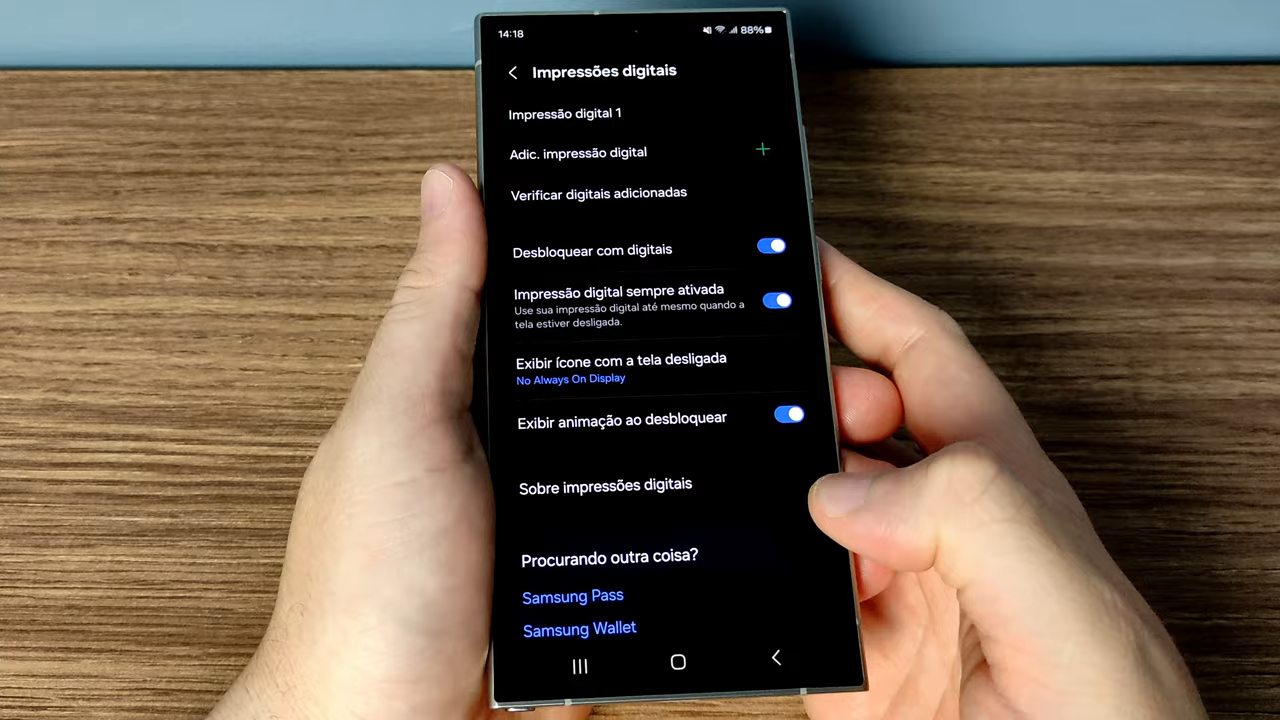 14:18
88%
Impressões digitais
Impressão digital 1
Adic. impressão digital
Verificar digitais adicionadas
Desbloquear com digitais
Impressão digital sempre ativada
Use sua impressão digital até mesmo quando a
tela estiver desligada.
Exibir ícone com a tela desligada
No Always On Display
Exibir animação ao desbloquear
Sobre impressões digitais
Procurando outra coisa?
Samsung Pass
Samsung Wallet